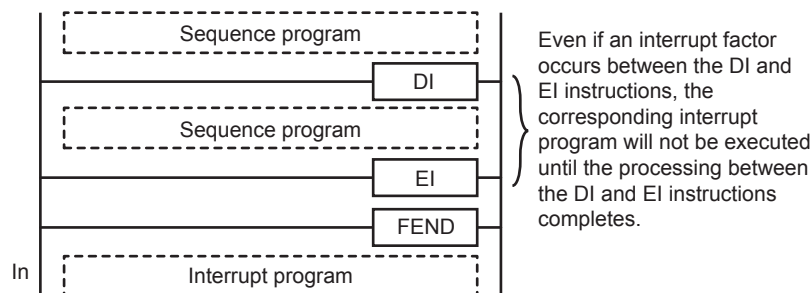 Sequence program
DI
Sequence program
EI
FEND
In
Interrupt program
Even if an interrupt factor
occurs between the DI and
EI instructions, the
corresponding interrupt
program will not be executed
until the processing between
the DI and EI instructions
completes.